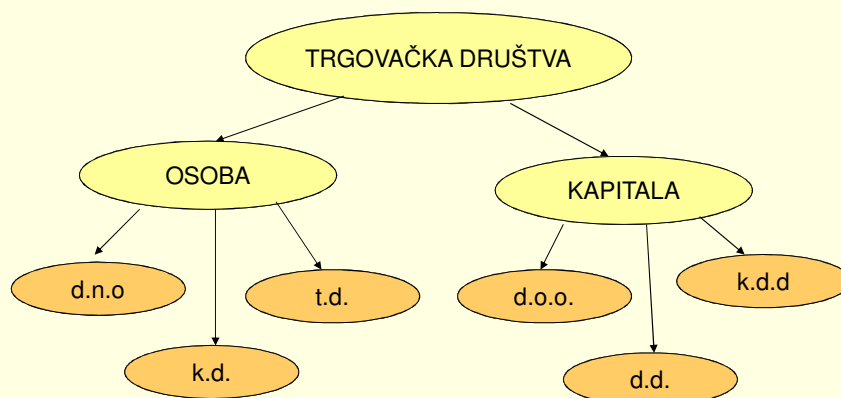 TRGOVAČKA DRUŠTVA
OSOBA
KAPITALA
d.n.o
k.d.
t.d.
d.o.o.
d.d.
k.d.d